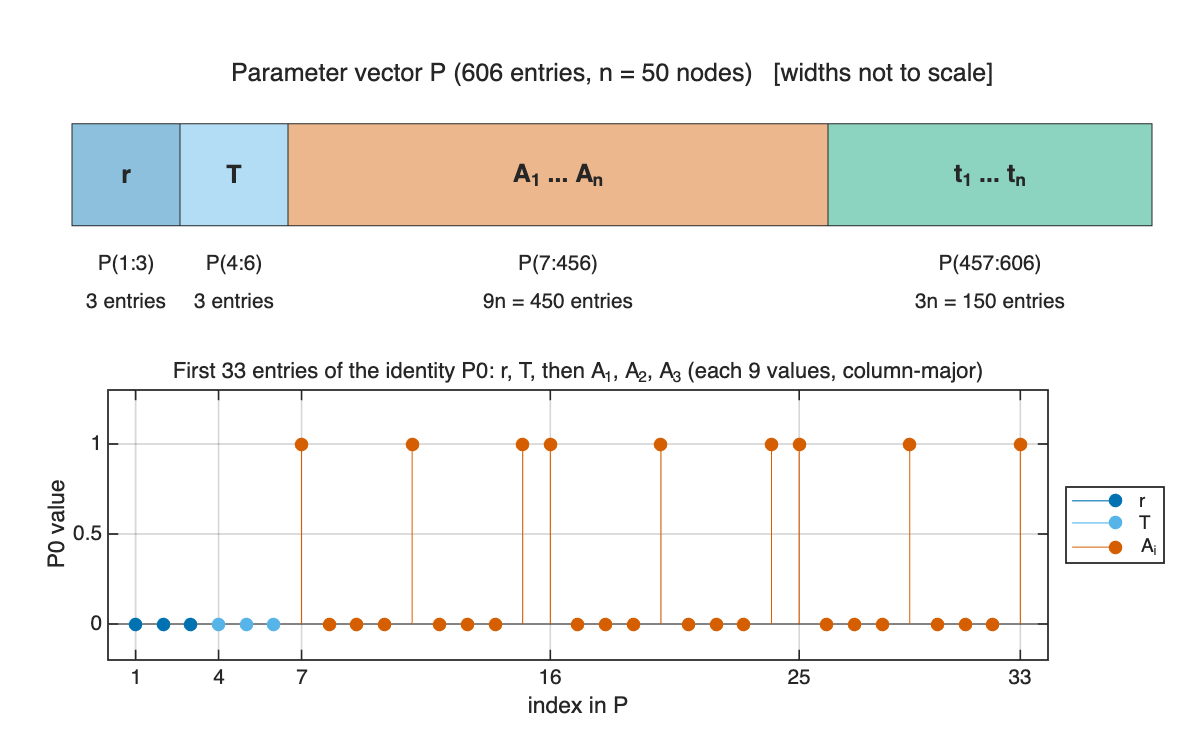 Parameter vector P (606 entries, n = 50 nodes)   [widths not to scale]
r T A₁ ... Aₙ t₁ ... tₙ
P(1:3) P(4:6) P(7:456) P(457:606)
3 entries 3 entries 9n = 450 entries 3n = 150 entries
First 33 entries of the identity P0: r, T, then A₁, A₂, A₃ (each 9 values, column-major)
1
0.5
0
P0 value
1 4 7 16 25 33
index in P
r
T
Aᵢ